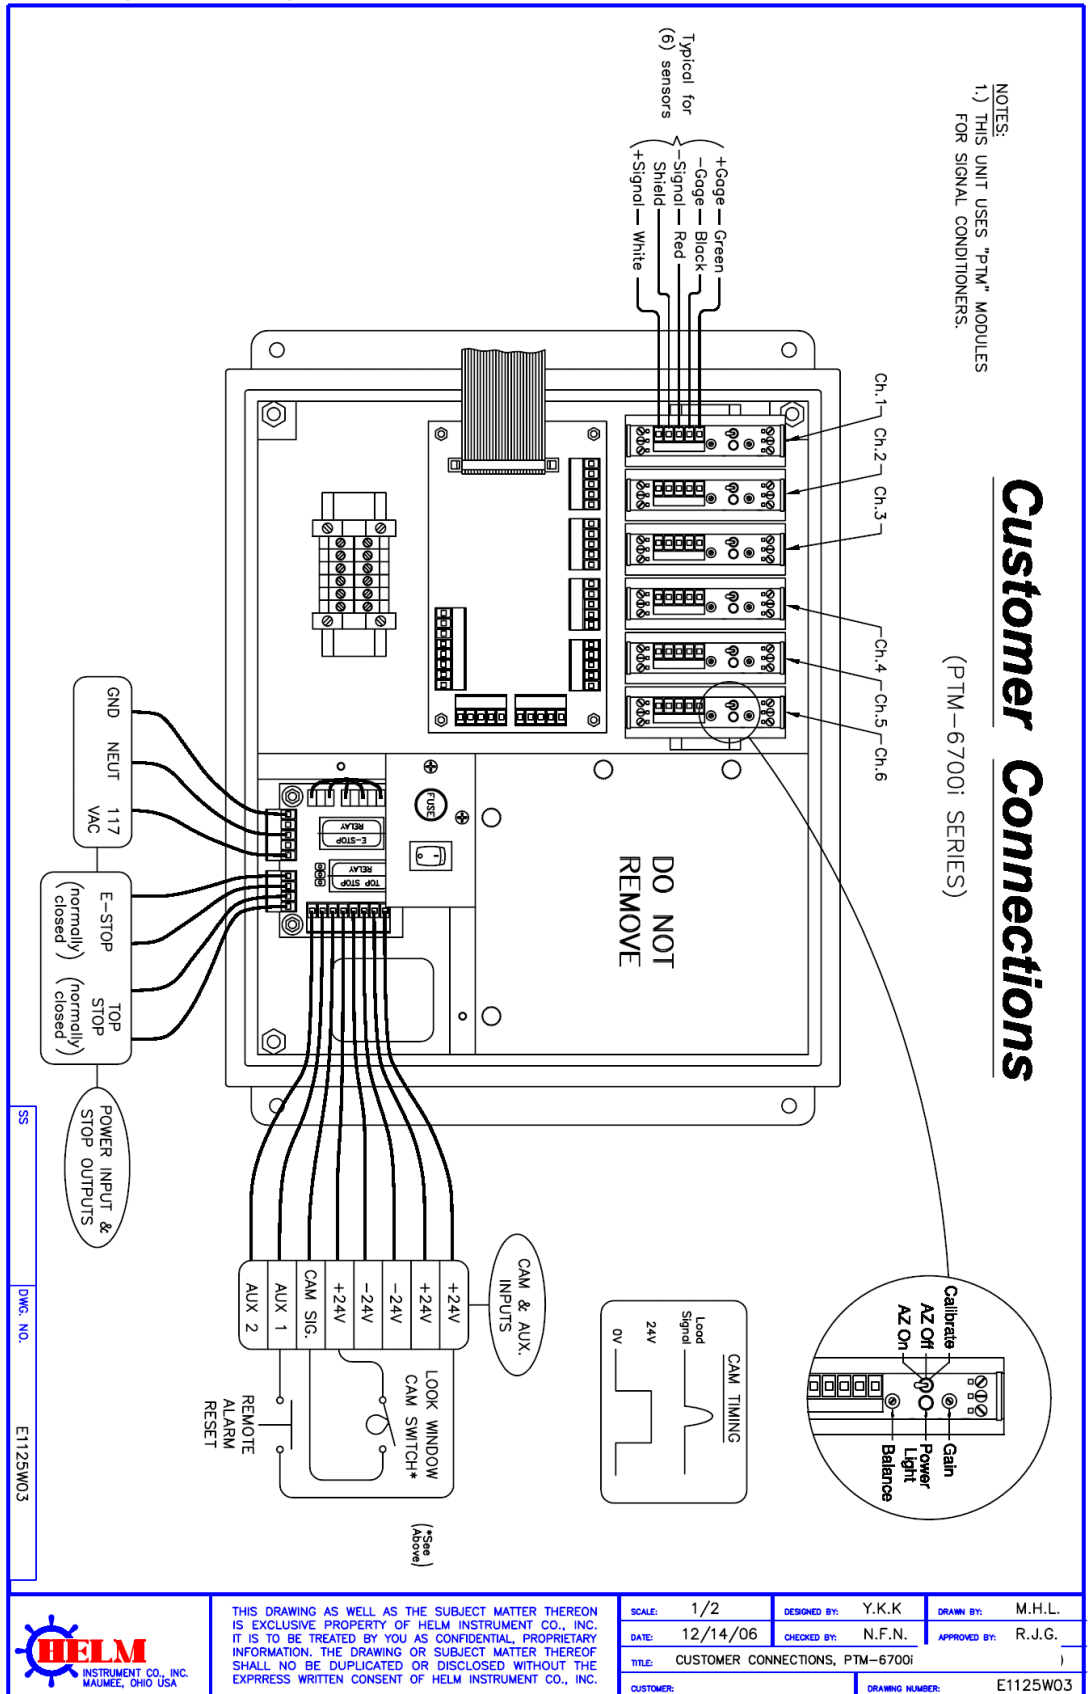 Customer Connections
(PTM-6700i SERIES)
NOTES:
1.) THIS UNIT USES "PTM" MODULES
FOR SIGNAL CONDITIONERS.
Typical for
(6) sensors
+Gage
Green
-Gage
Black
-Signal
Red
Shield
+Signal
White
Ch.1
Ch.2
Ch.3
Ch.4
Ch.5
Ch.6
DO NOT
REMOVE
FUSE
E-STOP
RELAY
TOP STOP
RELAY
GND
NEUT
117
VAC
E-STOP
(normally
closed)
TOP
STOP
(normally
closed)
POWER INPUT &
STOP OUTPUTS
CAM & AUX.
INPUTS
+24V
+24V
-24V
-24V
+24V
CAM SIG.
AUX 1
AUX 2
LOOK WINDOW
CAM SWITCH*
REMOTE
ALARM
RESET
(*See
Above)
CAM TIMING
Load
Signal
24V
0V
Calibrate
AZ Off
AZ On
Gain
Power
Light
Balance
SS
DWG. NO.
E1125W03
HELM
INSTRUMENT CO., INC.
MAUMEE, OHIO USA
THIS DRAWING AS WELL AS THE SUBJECT MATTER THEREON
IS EXCLUSIVE PROPERTY OF HELM INSTRUMENT CO., INC.
IT IS TO BE TREATED BY YOU AS CONFIDENTIAL, PROPRIETARY
INFORMATION. THE DRAWING OR SUBJECT MATTER THEREOF
SHALL NO BE DUPLICATED OR DISCLOSED WITHOUT THE
EXPRRESS WRITTEN CONSENT OF HELM INSTRUMENT CO., INC.
SCALE: 1/2
DESIGNED BY: Y.K.K
DRAWN BY: M.H.L.
DATE: 12/14/06
CHECKED BY: N.F.N.
APPROVED BY: R.J.G.
TITLE: CUSTOMER CONNECTIONS, PTM-6700i )
CUSTOMER:
DRAWING NUMBER: E1125W03